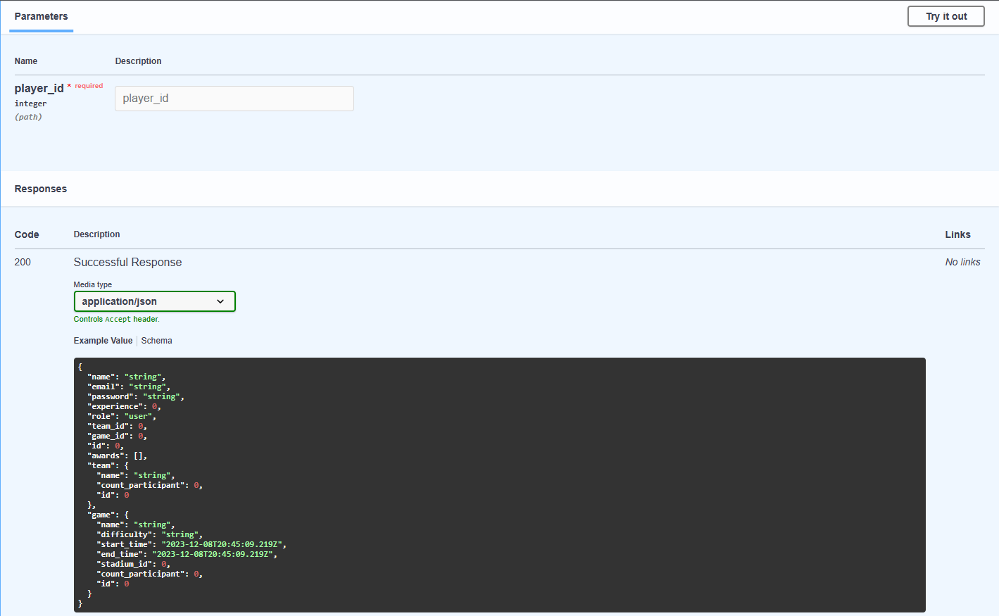 Parameters
Try it out
Name Description
player_id * required
integer
(path)
player_id
Responses
Code Description Links
200 Successful Response No links
Media type
application/json
Controls Accept header.
Example Value Schema
{
  "name": "string",
  "email": "string",
  "password": "string",
  "experience": 0,
  "role": "user",
  "team_id": 0,
  "game_id": 0,
  "id": 0,
  "awards": [],
  "team": {
    "name": "string",
    "count_participant": 0,
    "id": 0
  },
  "game": {
    "name": "string",
    "difficulty": "string",
    "start_time": "2023-12-08T20:45:09.219Z",
    "end_time": "2023-12-08T20:45:09.219Z",
    "stadium_id": 0,
    "count_participant": 0,
    "id": 0
  }
}